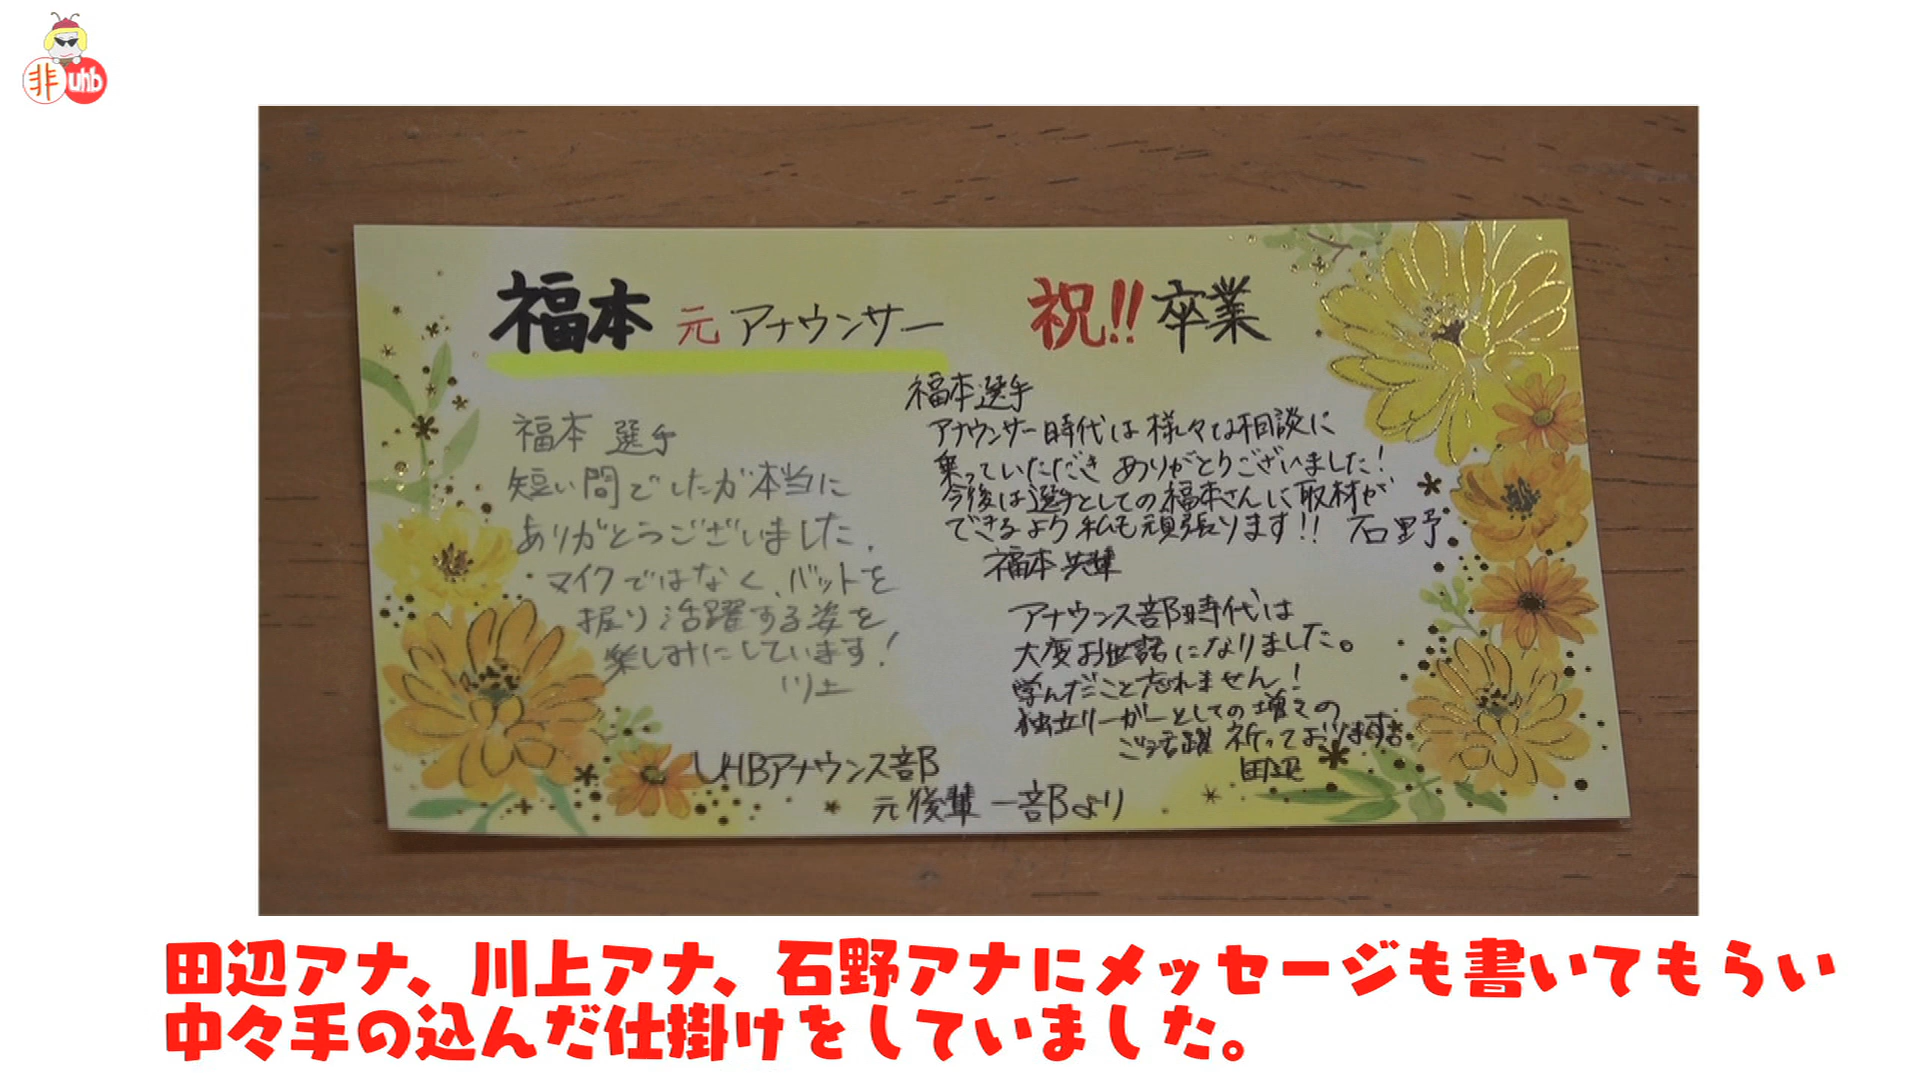 非uhb
福本 元アナウンサー 祝!! 卒業
福本 選手
短い間でしたが本当に
ありがとうございました。
マイクではなく、バットを
握り活躍する姿を
楽しみにしています!
川上
福本選手
アナウンサー時代は様々な相談に
乗っていただきありがとうございました!
今後は選手としての福本さんに取材が
できるよう私も頑張ります!! 石野
福本先輩
アナウンス部時代は
大変お世話になりました。
学んだこと忘れません!
独立リーガーとしての増々の
ご活躍 祈っております
田辺
UHBアナウンス部
元後輩一部より
田辺アナ、川上アナ、石野アナにメッセージも書いてもらい
中々手の込んだ仕掛けをしていました。